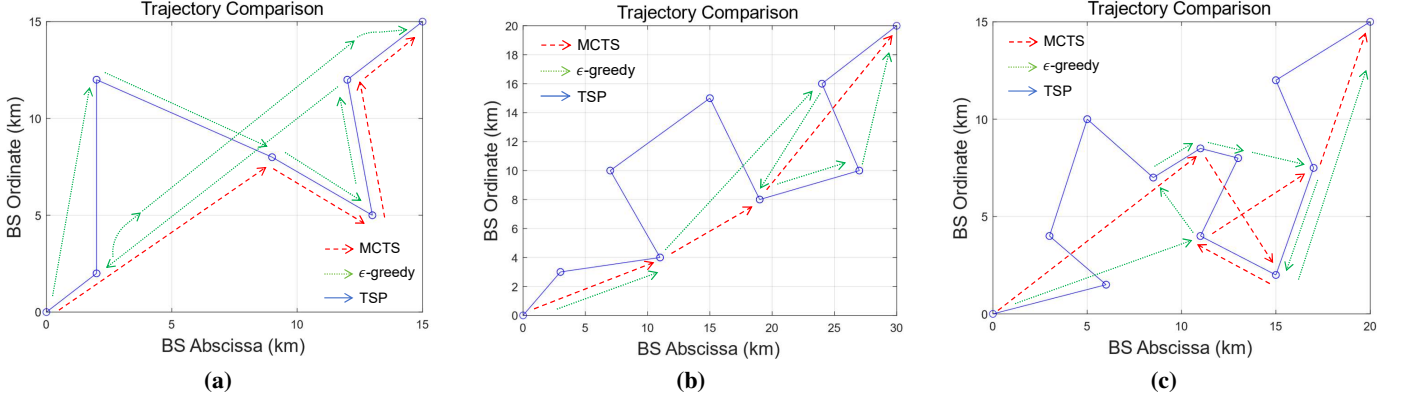 Trajectory Comparison
BS Ordinate (km)
15
10
5
0
MCTS
ϵ-greedy
TSP
0 5 10 15
BS Abscissa (km)
(a)
Trajectory Comparison
BS Ordinate (km)
20
18
16
14
12
10
8
6
4
2
0
MCTS
ϵ-greedy
TSP
0 5 10 15 20 25 30
BS Abscissa (km)
(b)
Trajectory Comparison
BS Ordinate (km)
15
10
5
0
MCTS
ϵ-greedy
TSP
0 5 10 15 20
BS Abscissa (km)
(c)